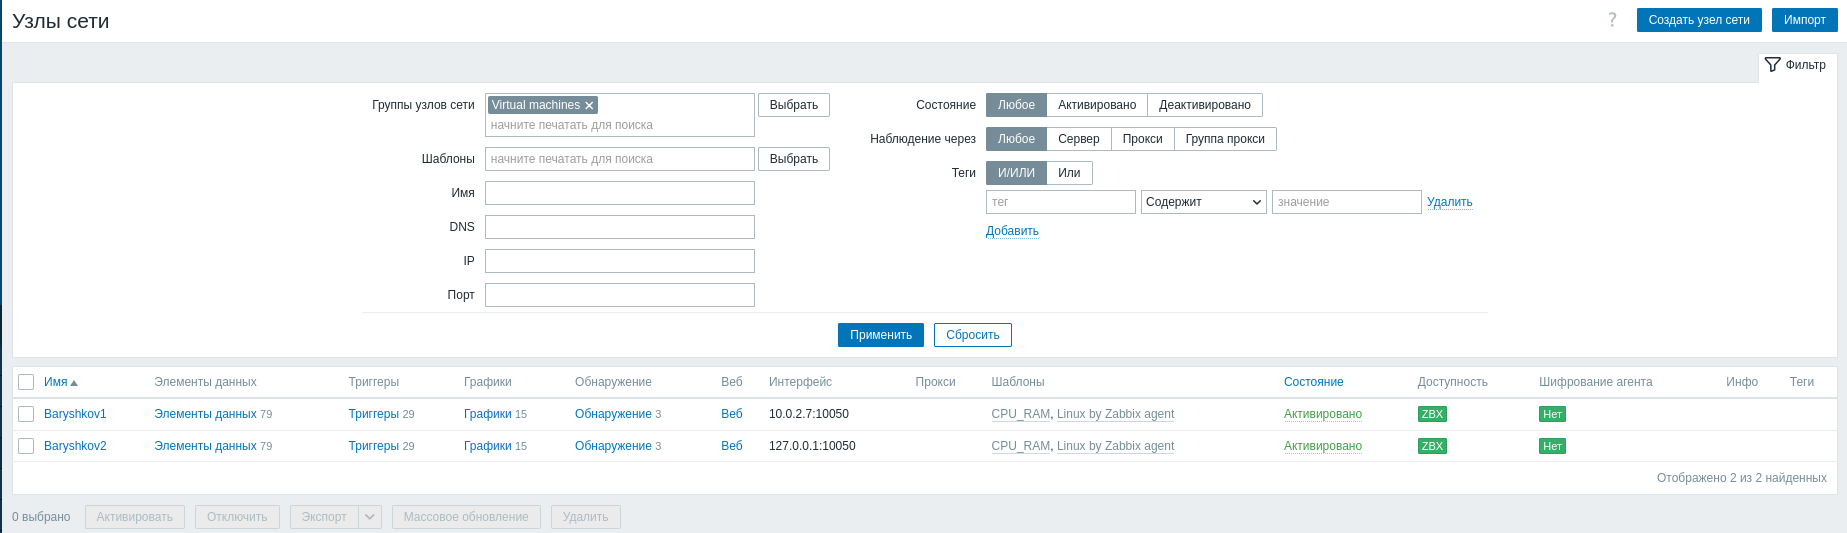 Узлы сети
? Создать узел сети Импорт
Фильтр
Группы узлов сети Virtual machines Выбрать Состояние Любое Активировано Деактивировано
начните печатать для поиска
Наблюдение через Любое Сервер Прокси Группа прокси
Шаблоны начните печатать для поиска Выбрать
Теги И/ИЛИ Или
Имя
тег Содержит значение Удалить
DNS
Добавить
IP
Порт
Применить Сбросить
Имя Элементы данных Триггеры Графики Обнаружение Веб Интерфейс Прокси Шаблоны Состояние Доступность Шифрование агента Инфо Теги
Baryshkov1 Элементы данных 79 Триггеры 29 Графики 15 Обнаружение 3 Веб 10.0.2.7:10050 CPU_RAM, Linux by Zabbix agent Активировано ZBX Нет
Baryshkov2 Элементы данных 79 Триггеры 29 Графики 15 Обнаружение 3 Веб 127.0.0.1:10050 CPU_RAM, Linux by Zabbix agent Активировано ZBX Нет
Отображено 2 из 2 найденных
0 выбрано Активировать Отключить Экспорт Массовое обновление Удалить